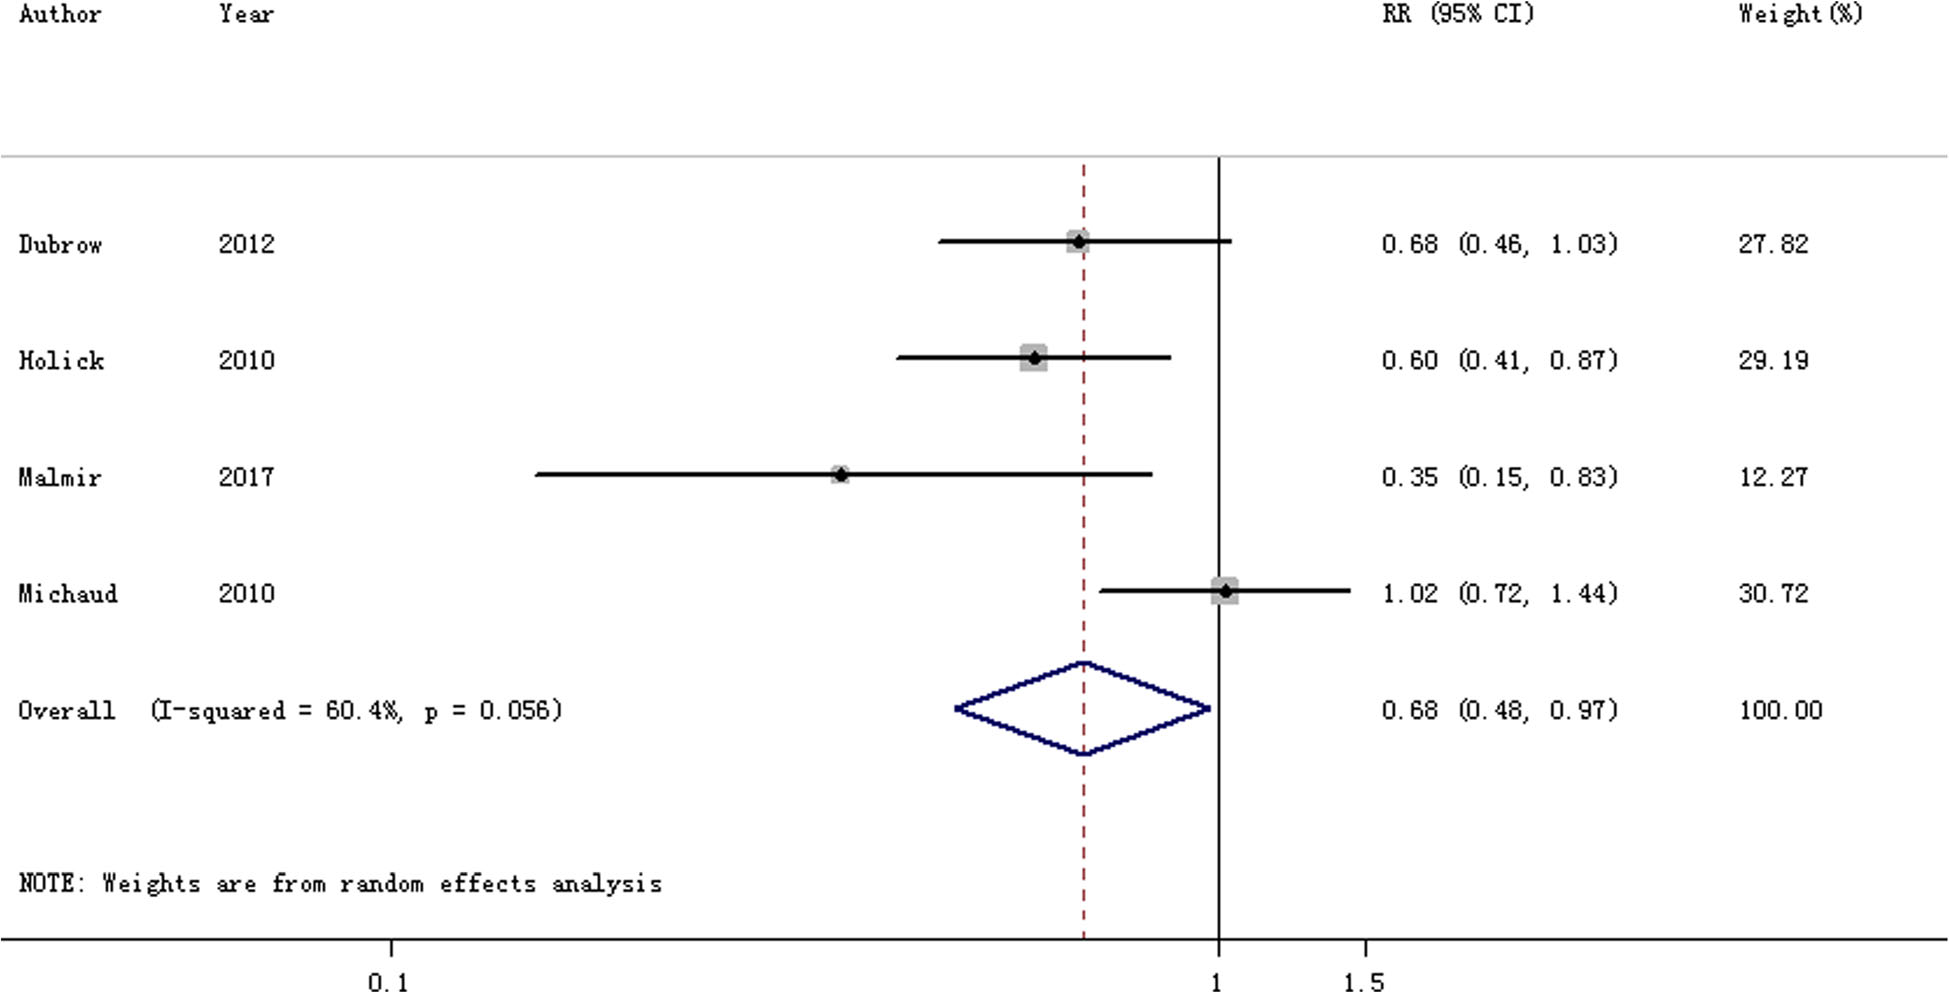 Author Year RR (95% CI) Weight(%)
Dubrow 2012 0.68 (0.46, 1.03) 27.82
Holick 2010 0.60 (0.41, 0.87) 29.19
Malmir 2017 0.35 (0.15, 0.83) 12.27
Michaud 2010 1.02 (0.72, 1.44) 30.72
Overall (I-squared = 60.4%, p = 0.056) 0.68 (0.48, 0.97) 100.00
NOTE: Weights are from random effects analysis
0.1 1 1.5